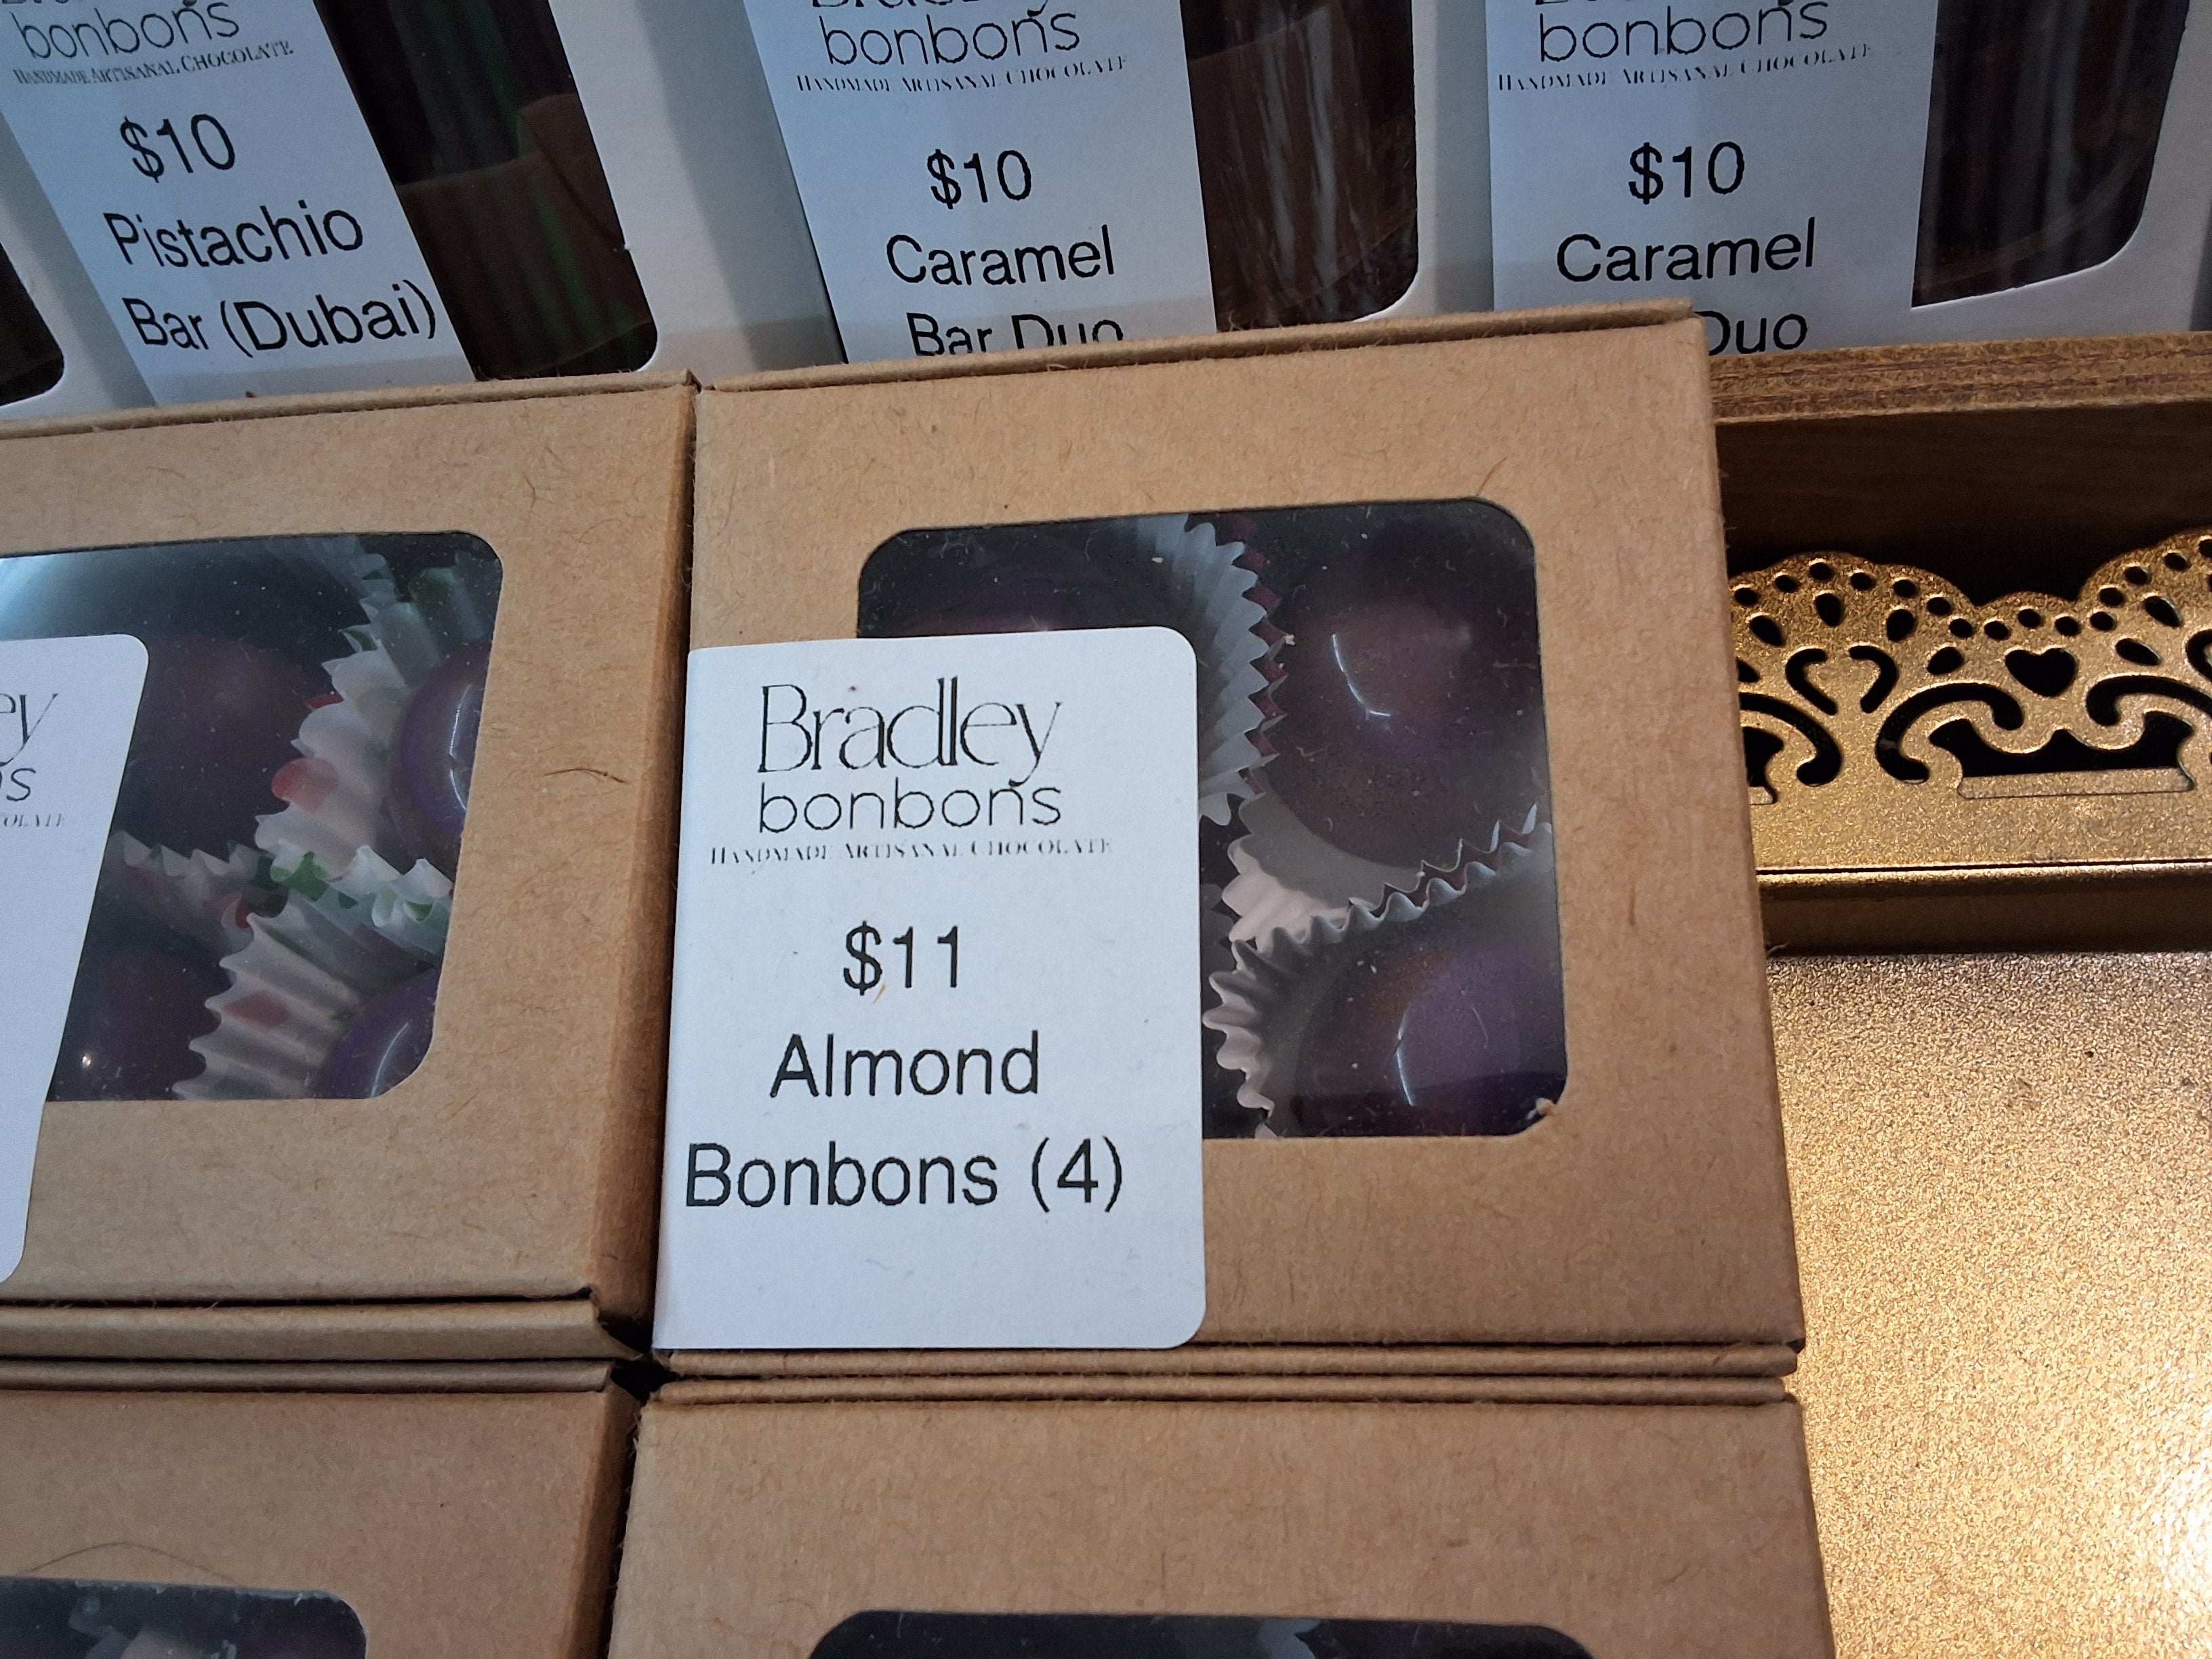 bonbons
HANDMADE ARTISANAL CHOCOLATE
$10
Pistachio
Bar (Dubai)
bonbons
HANDMADE ARTISANAL CHOCOLATE
$10
Caramel
Bar Duo
bonbons
HANDMADE ARTISANAL CHOCOLATE
$10
Caramel
Duo
ey
s
Bradley
bonbons
HANDMADE ARTISANAL CHOCOLATE
$11
Almond
Bonbons (4)